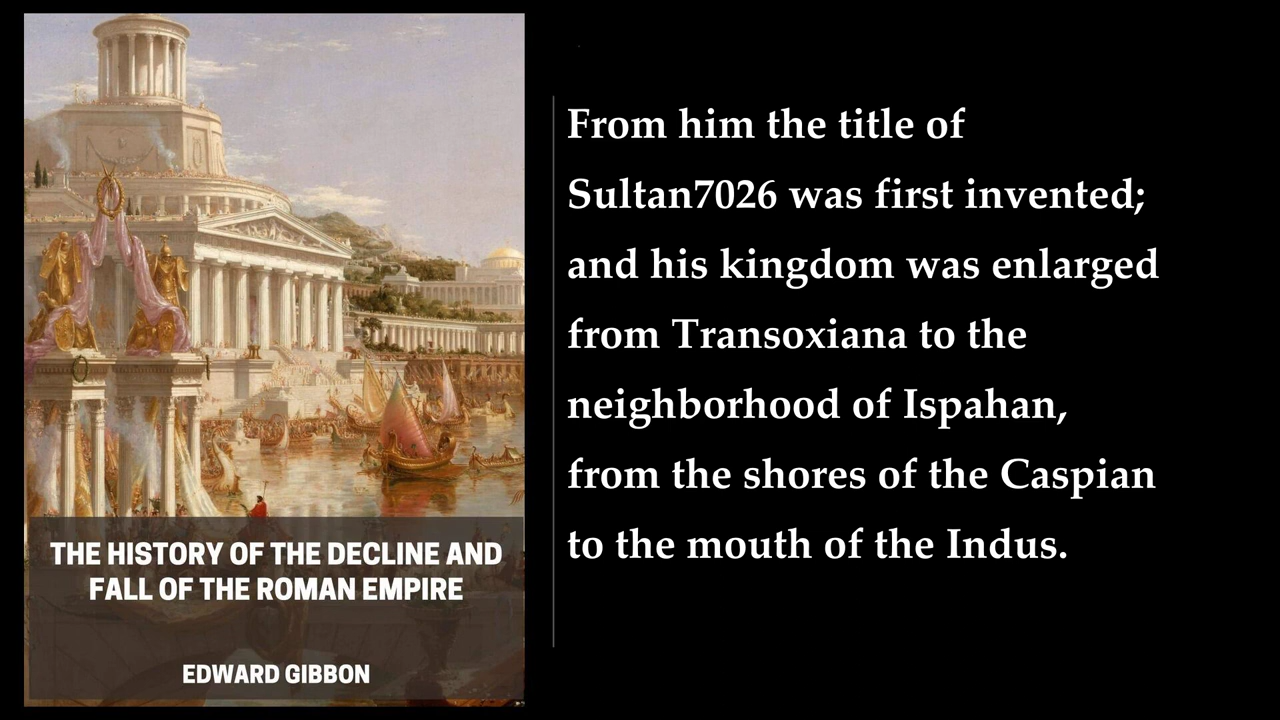 From him the title of
Sultan7026 was first invented;
and his kingdom was enlarged
from Transoxiana to the
neighborhood of Ispahan,
from the shores of the Caspian
to the mouth of the Indus.
THE HISTORY OF THE DECLINE AND
FALL OF THE ROMAN EMPIRE
EDWARD GIBBON